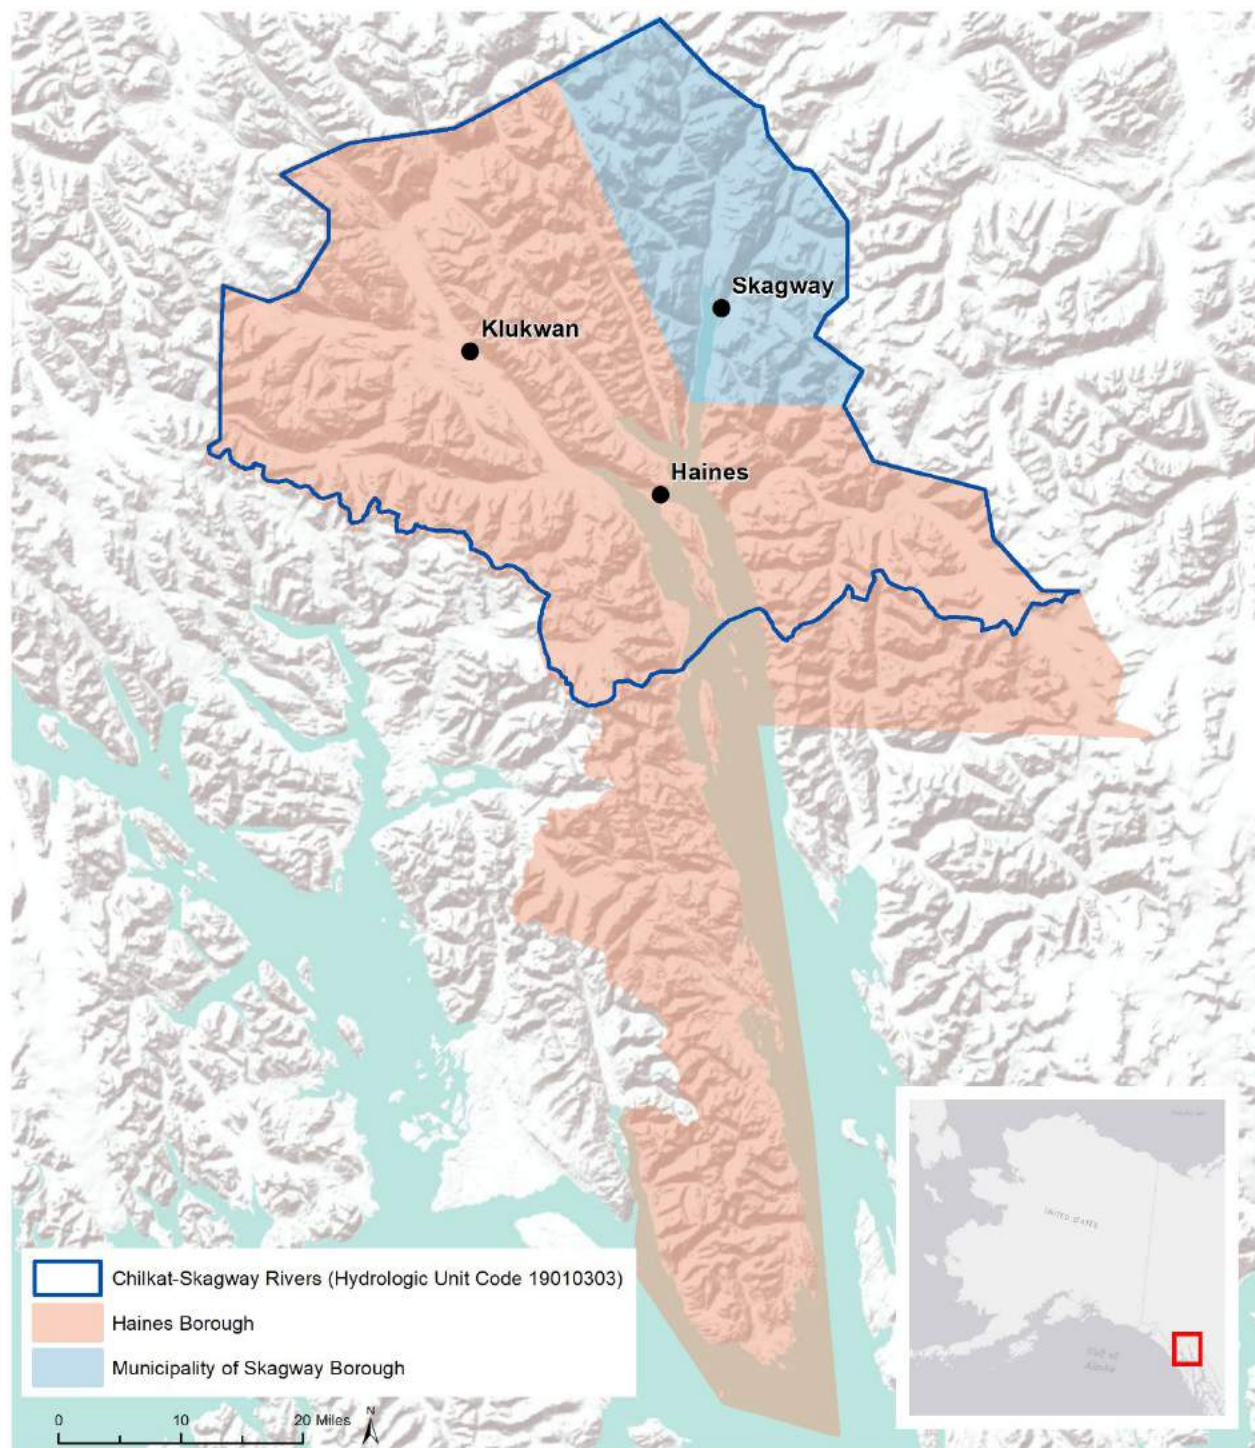 Skagway
Klukwan
Haines
Chilkat-Skagway Rivers (Hydrologic Unit Code 19010303)
Haines Borough
Municipality of Skagway Borough
0 10 20 Miles
N
UNITED STATES
Gulf of
Alaska